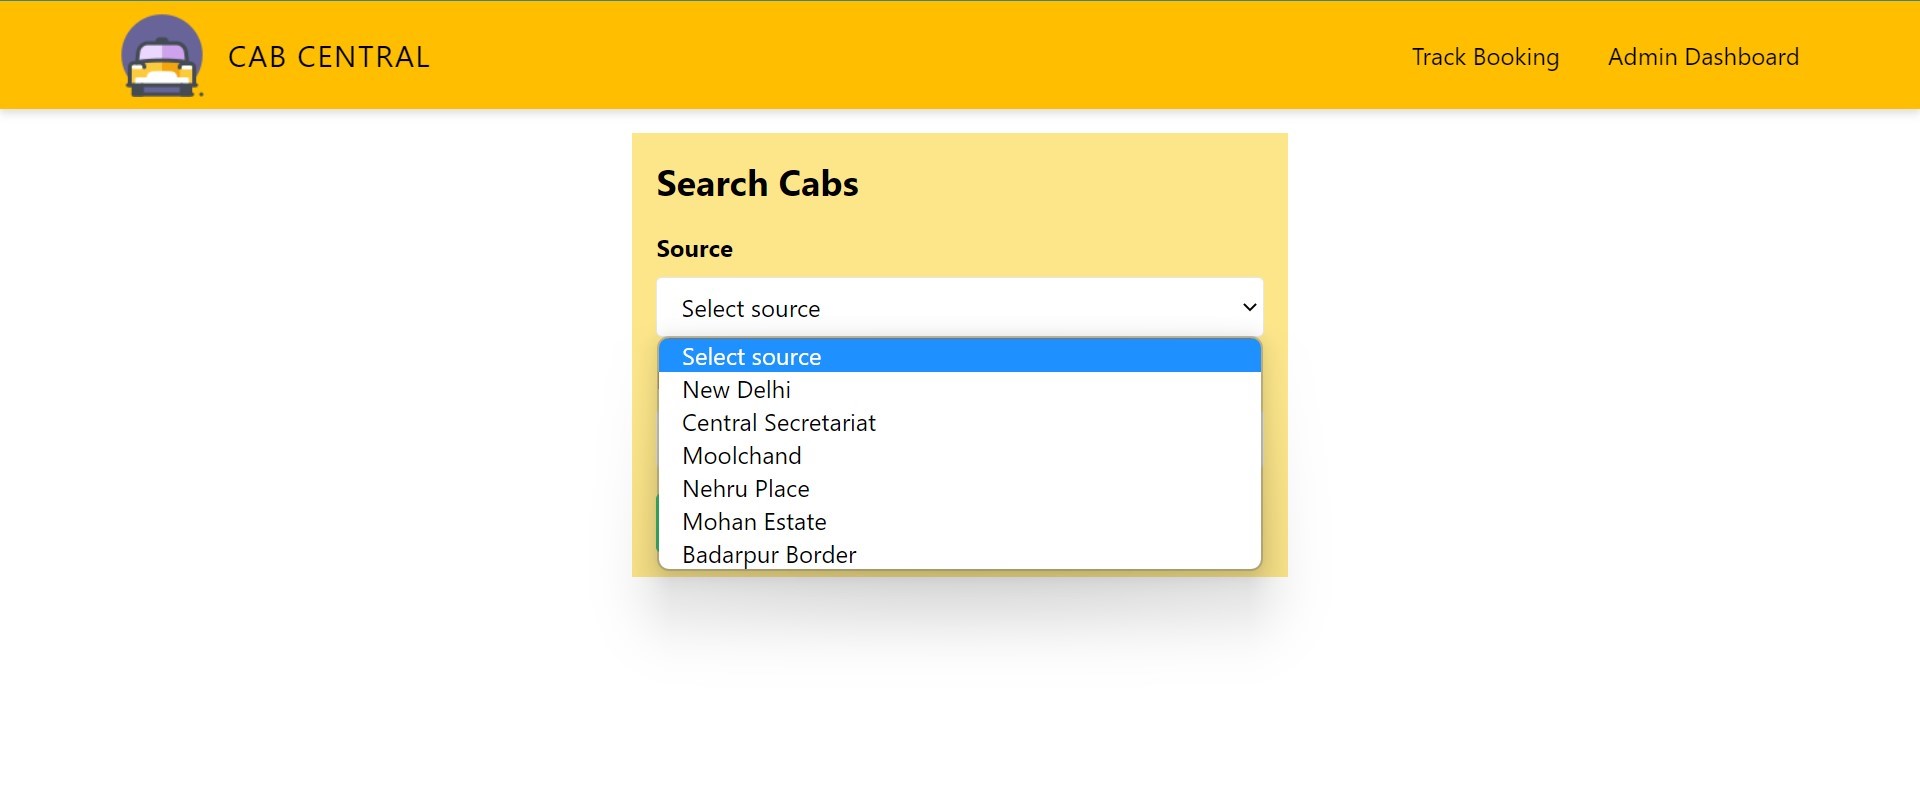 CAB CENTRAL
Track Booking
Admin Dashboard
Search Cabs
Source
Select source
Select source
New Delhi
Central Secretariat
Moolchand
Nehru Place
Mohan Estate
Badarpur Border